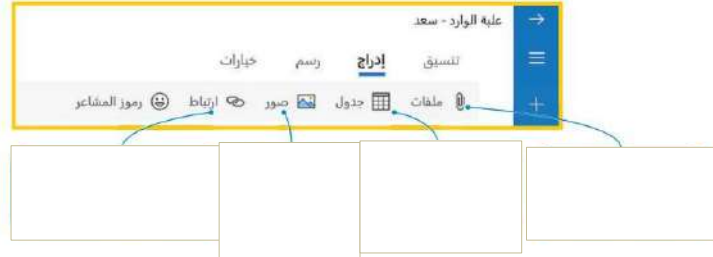 علبة الوارد - سعد
تنسيق إدراج رسم خيارات
ملفات جدول صور ارتباط رموز المشاعر